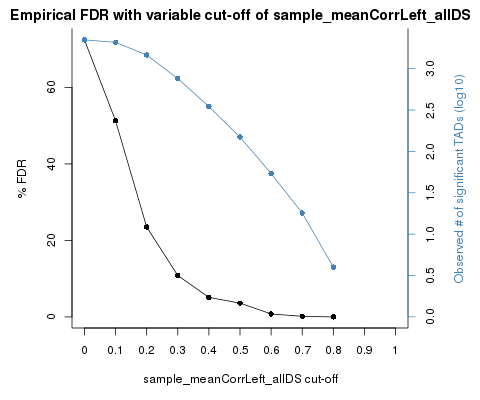 Empirical FDR with variable cut-off of sample_meanCorrLeft_allDS
% FDR
60
40
20
0
3.0
2.5
2.0
1.5
1.0
0.5
0.0
Observed # of significant TADs (log10)
0 0.1 0.2 0.3 0.4 0.5 0.6 0.7 0.8 0.9 1
sample_meanCorrLeft_allDS cut-off